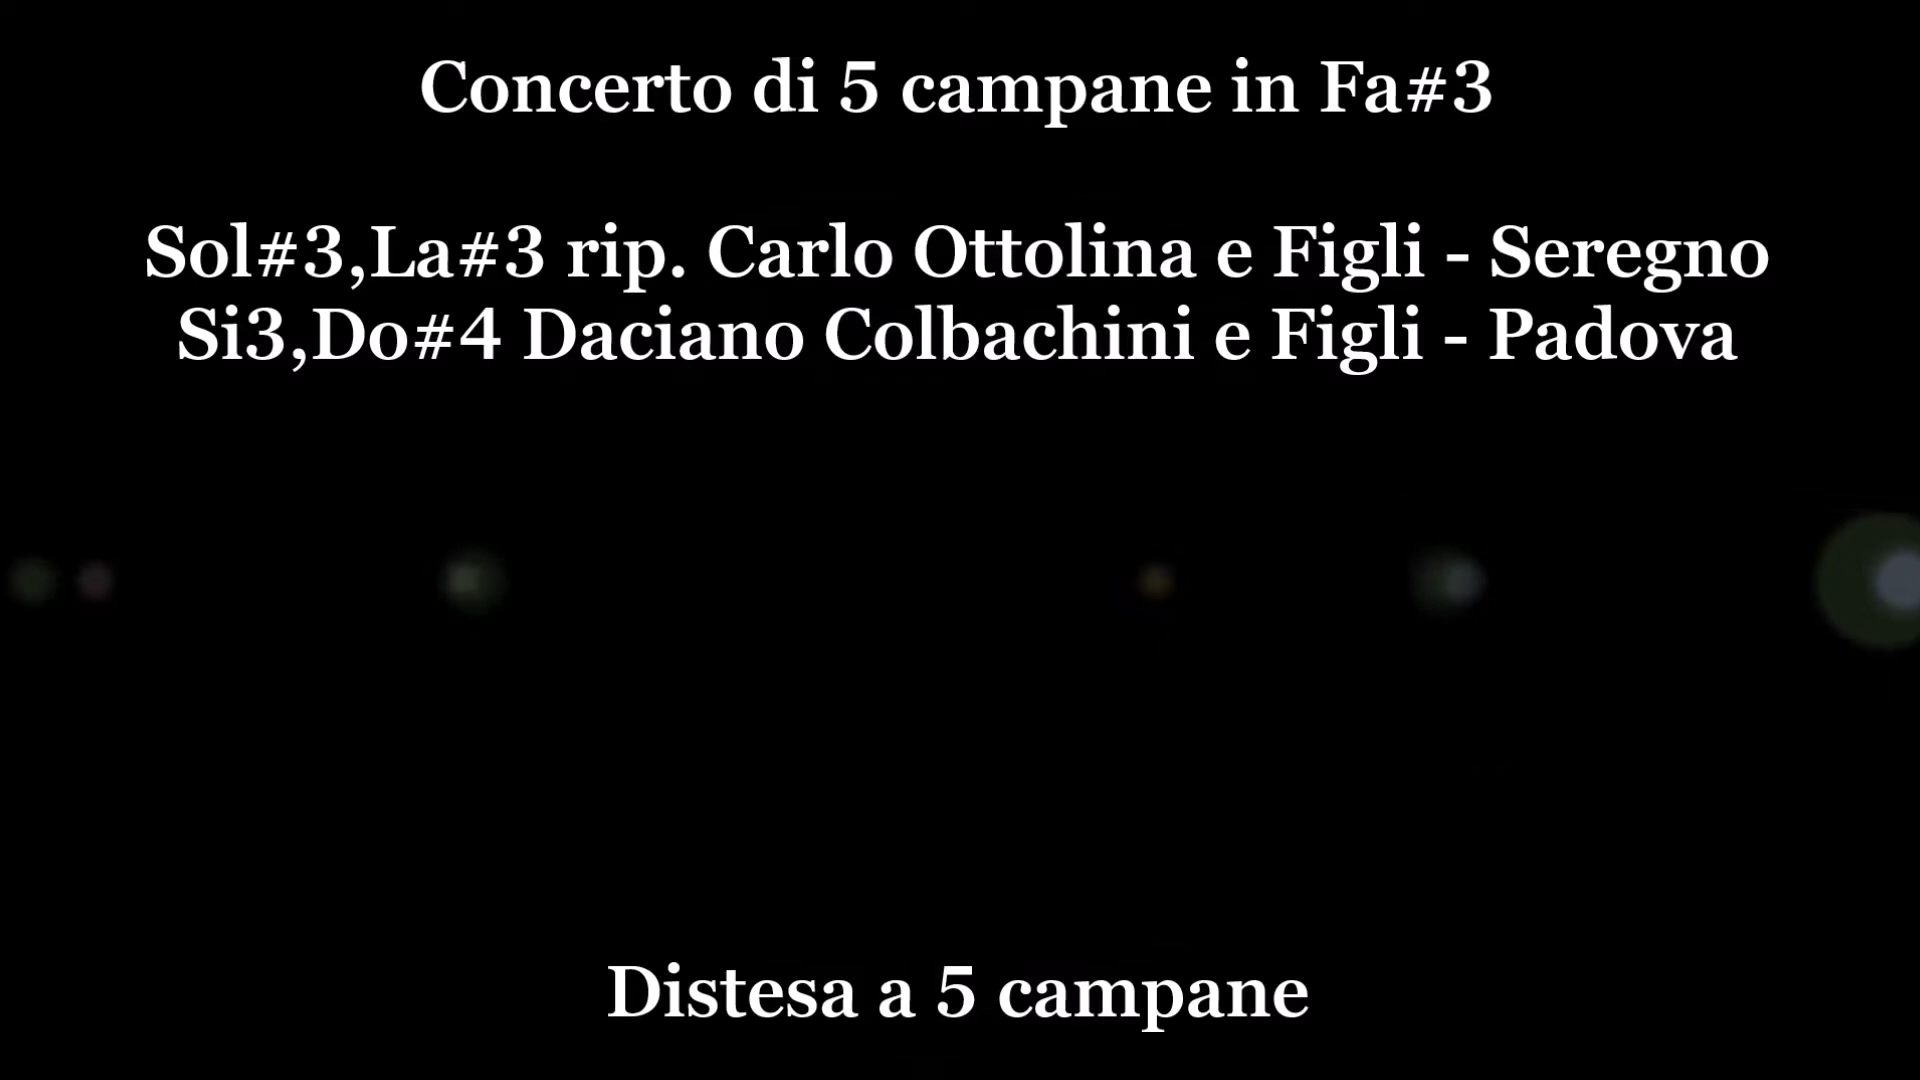 Concerto di 5 campane in Fa#3
Sol#3,La#3 rip. Carlo Ottolina e Figli - Seregno
Si3,Do#4 Daciano Colbachini e Figli - Padova
Distesa a 5 campane